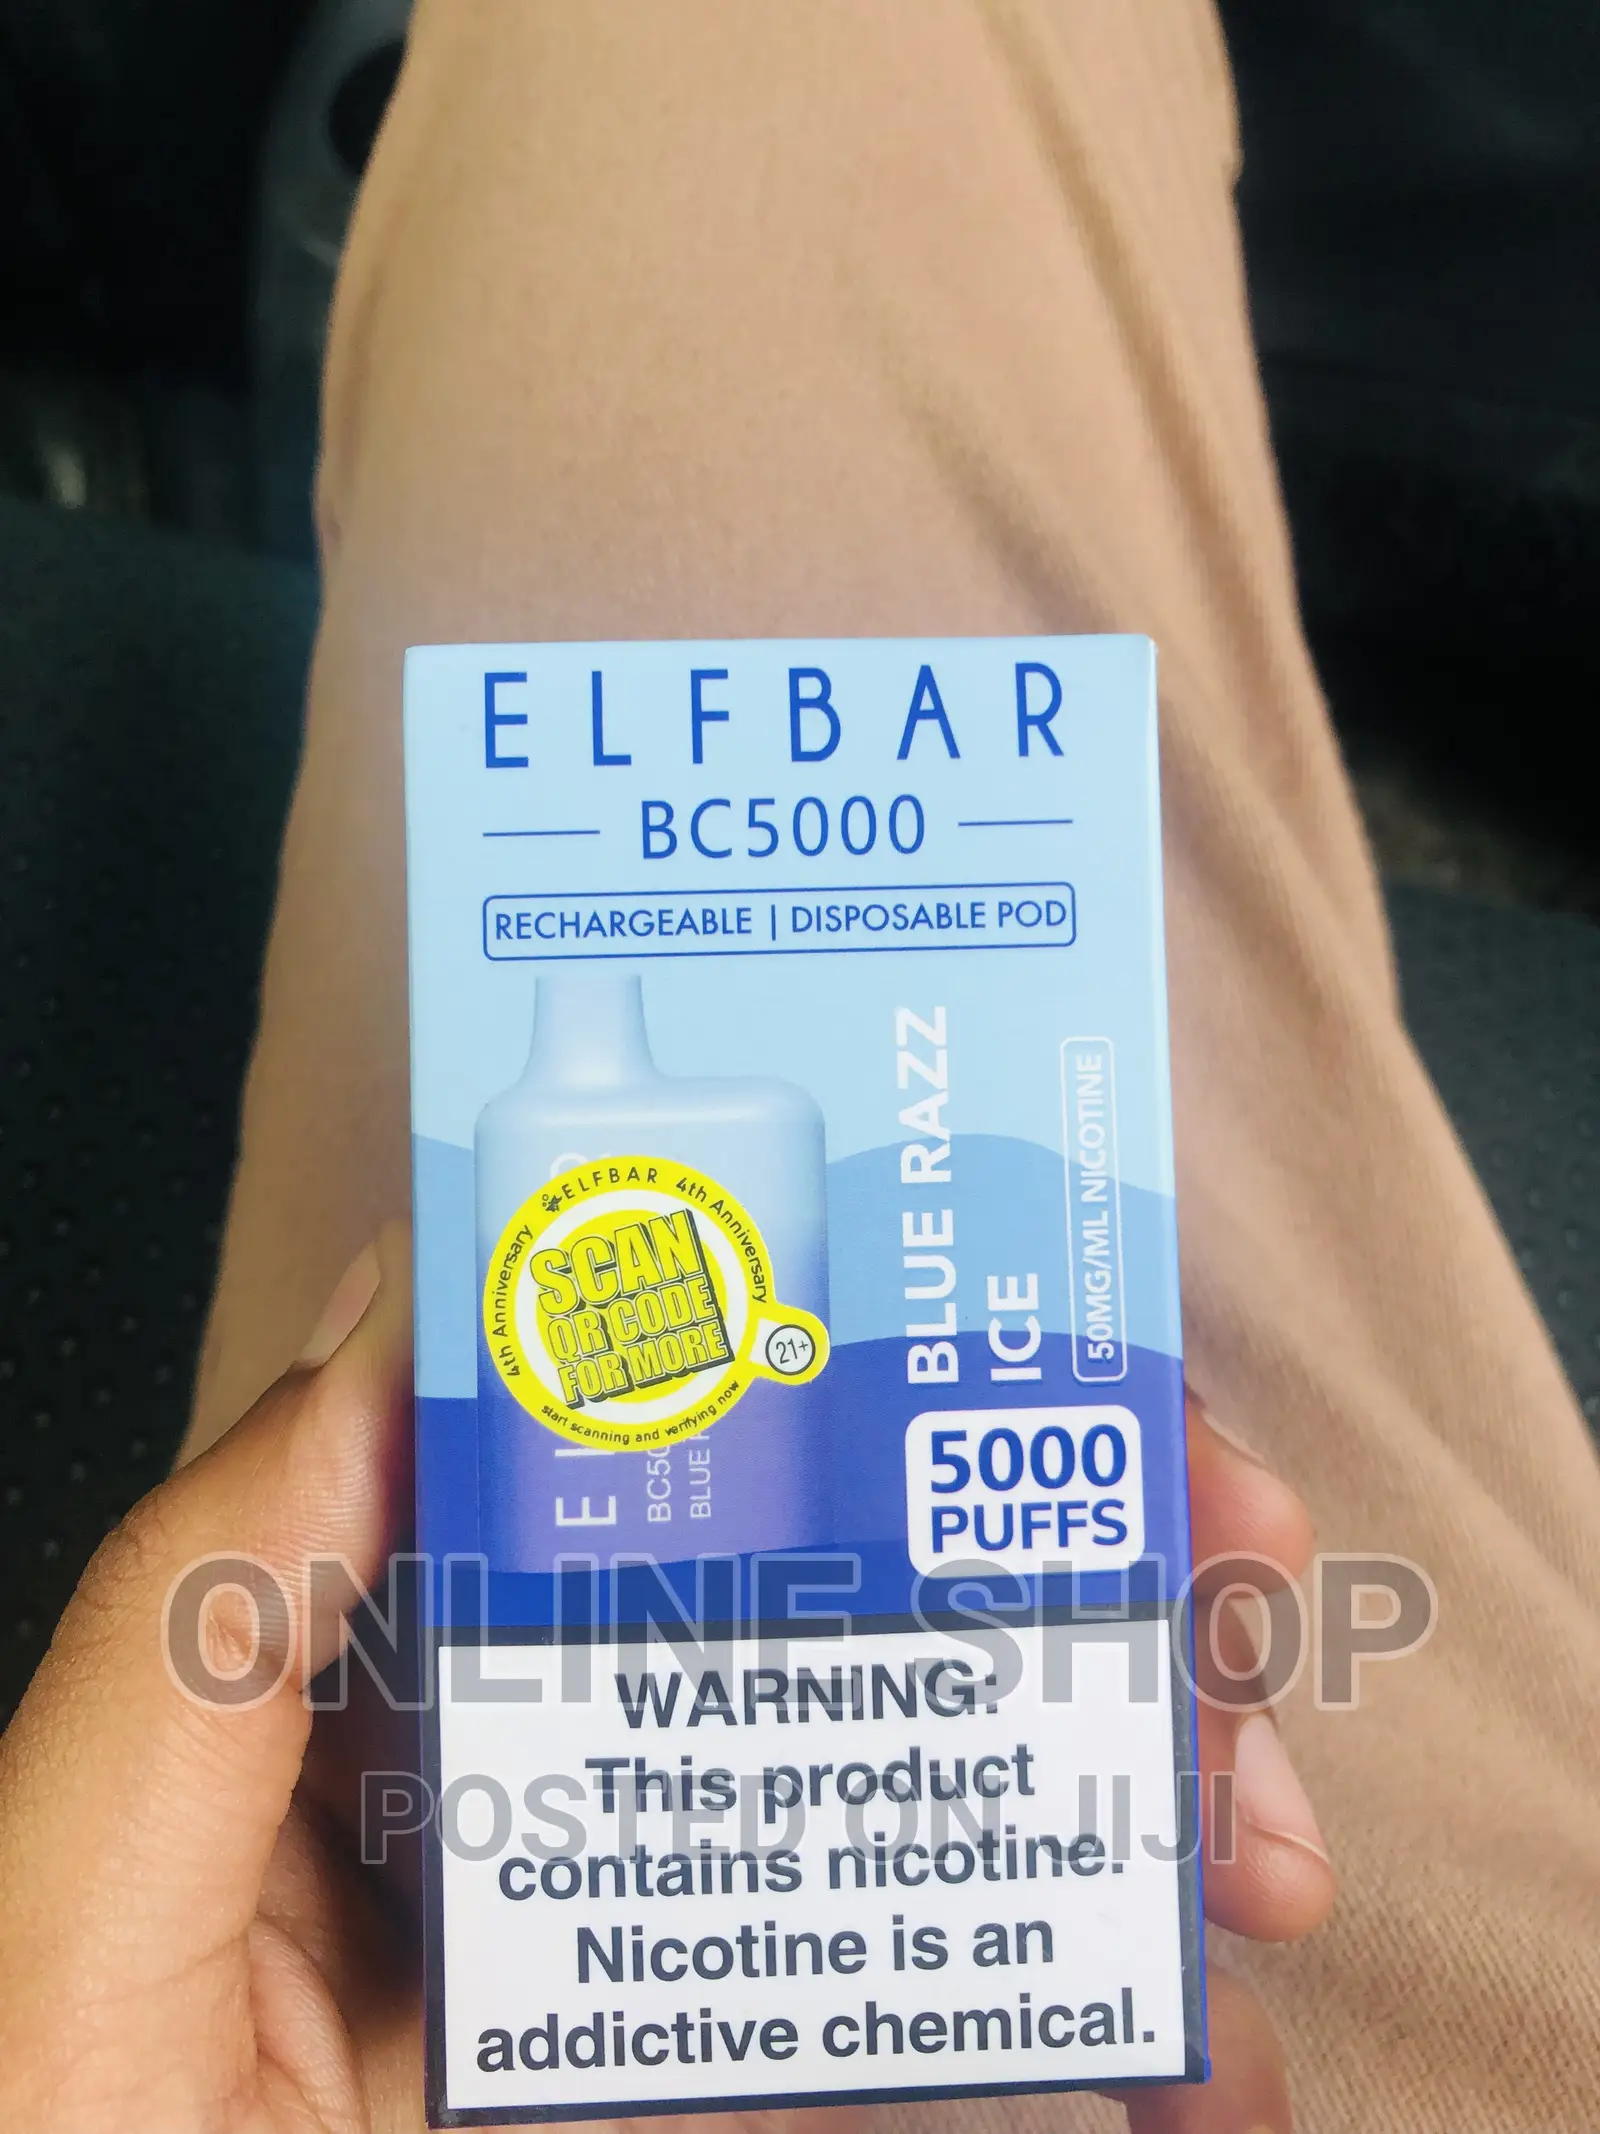 ELFBAR
BC5000
RECHARGEABLE | DISPOSABLE POD
BLUE RAZZ
ICE
50MG/ML NICOTINE
ELFBAR 4th Anniversary
4th Anniversary
SCAN
QR CODE
FOR MORE
start scanning and verifying now
21+
E
BC50
BLUE
5000
PUFFS
ONLINE SHOP
WARNING:
This product
POSTED ON JIJI
contains nicotine.
Nicotine is an
addictive chemical.